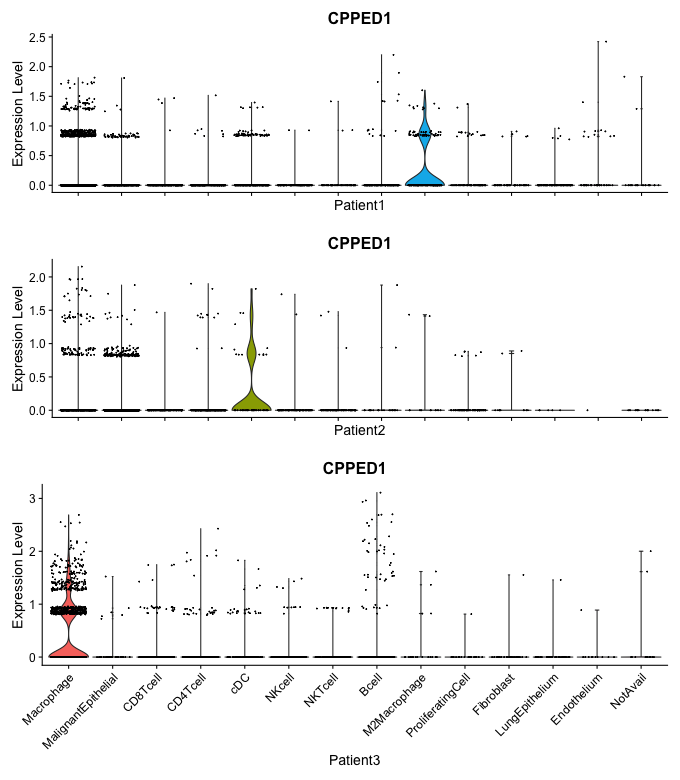 CPPED1
Expression Level
2.5
2.0
1.5
1.0
0.5
0.0
Patient1
CPPED1
Expression Level
2.0
1.5
1.0
0.5
0.0
Patient2
CPPED1
Expression Level
3
2
1
0
Macrophage
MalignantEpithelial
CD8Tcell
CD4Tcell
cDC
NKcell
NKTcell
Bcell
M2Macrophage
ProliferatingCell
Fibroblast
LungEpithelium
Endothelium
NotAvail
Patient3